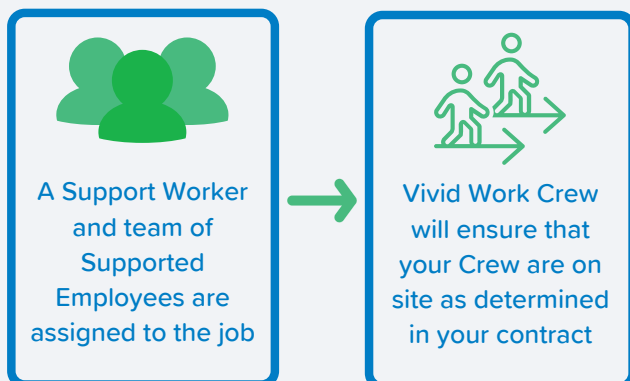 A Support Worker
and team of
Supported
Employees are
assigned to the job
Vivid Work Crew
will ensure that
your Crew are on
site as determined
in your contract